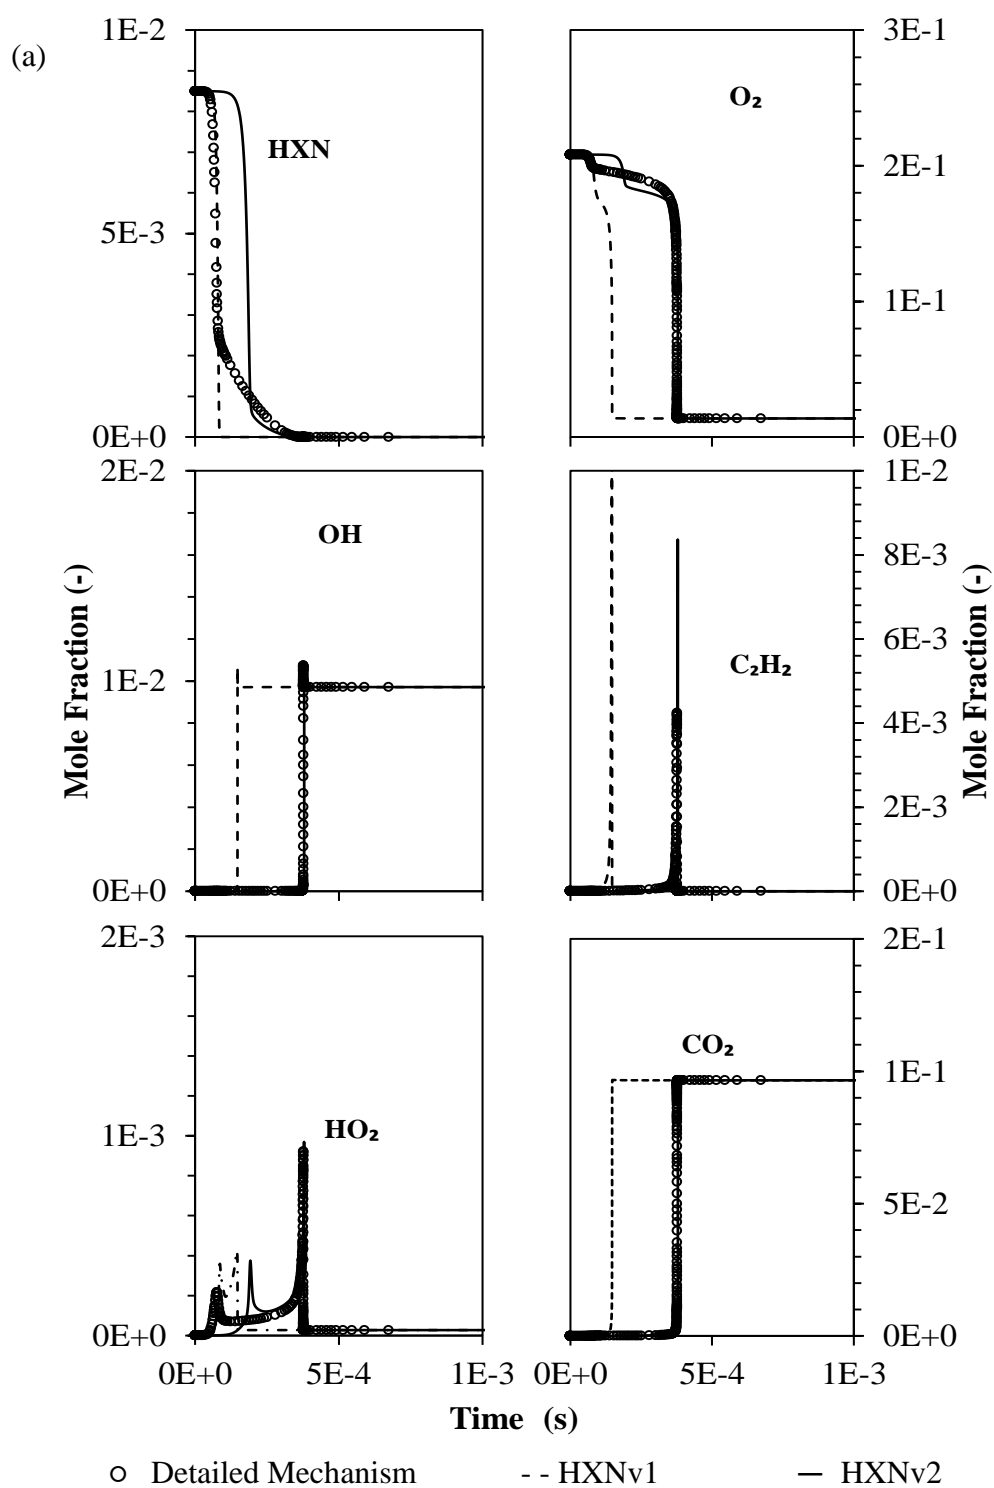 (a)
1E-2
5E-3
0E+0
HXN
3E-1
2E-1
1E-1
0E+0
O₂
2E-2
1E-2
0E+0
OH
1E-2
8E-3
6E-3
4E-3
2E-3
0E+0
C₂H₂
Mole Fraction (-)
Mole Fraction (-)
2E-3
1E-3
0E+0
HO₂
2E-1
1E-1
5E-2
0E+0
CO₂
0E+0 5E-4 1E-3 0E+0 5E-4 1E-3
Time (s)
Detailed Mechanism - - HXNv1 — HXNv2